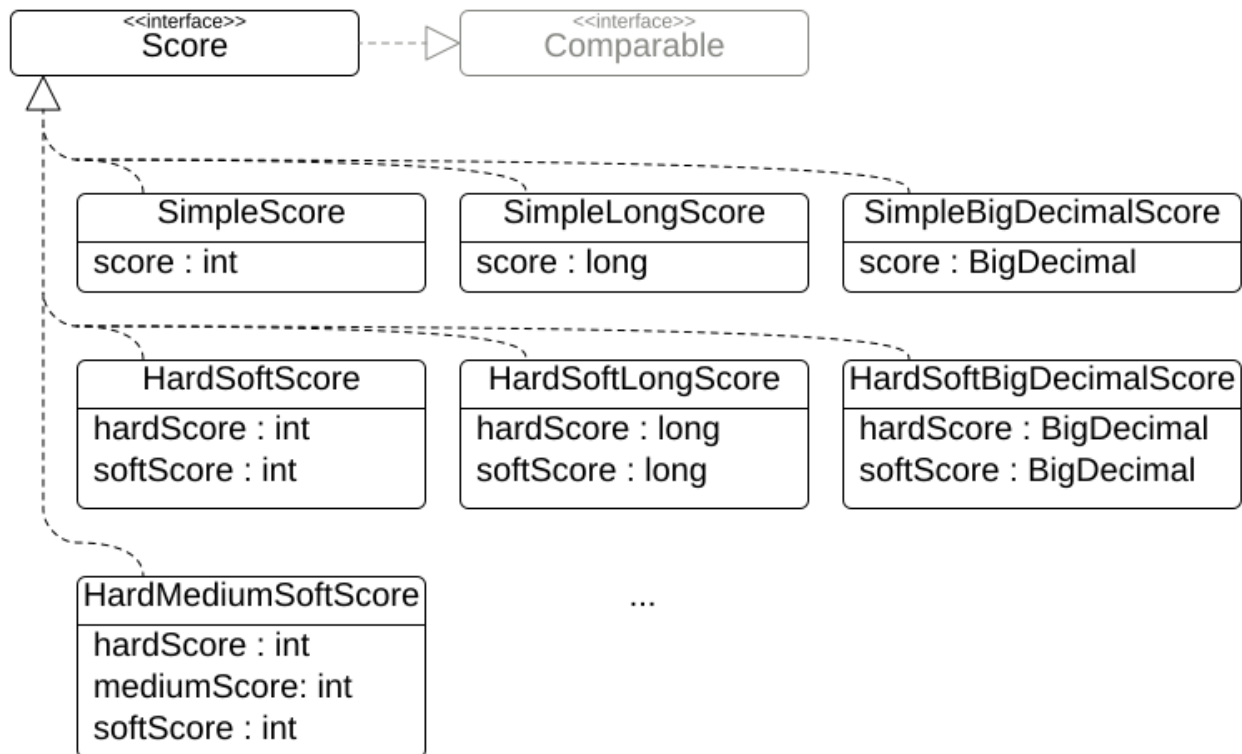 <<interface>>
Score
<<interface>>
Comparable
SimpleScore
score : int
SimpleLongScore
score : long
SimpleBigDecimalScore
score : BigDecimal
HardSoftScore
hardScore : int
softScore : int
HardSoftLongScore
hardScore : long
softScore : long
HardSoftBigDecimalScore
hardScore : BigDecimal
softScore : BigDecimal
HardMediumSoftScore
hardScore : int
mediumScore: int
softScore : int
...